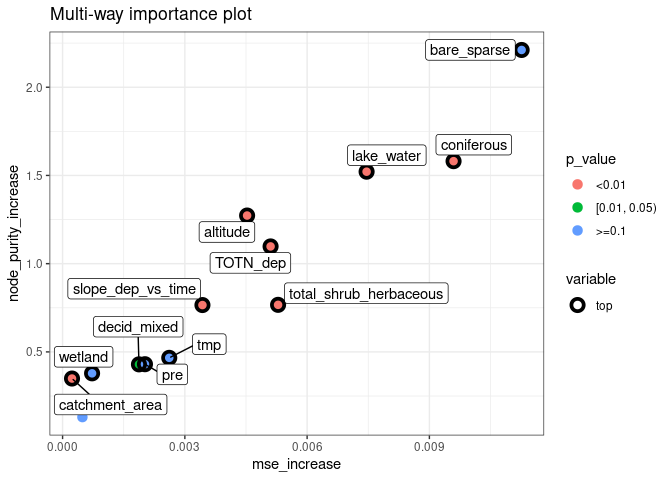 Multi-way importance plot
bare_sparse
2.0
coniferous
lake_water
p_value
1.5
<0.01
[0.01, 0.05)
altitude
>=0.1
node_purity_increase
1.0
TOTN_dep
variable
slope_dep_vs_time
total_shrub_herbaceous
top
decid_mixed
tmp
0.5
wetland
pre
catchment_area
0.000
0.003
0.006
0.009
mse_increase